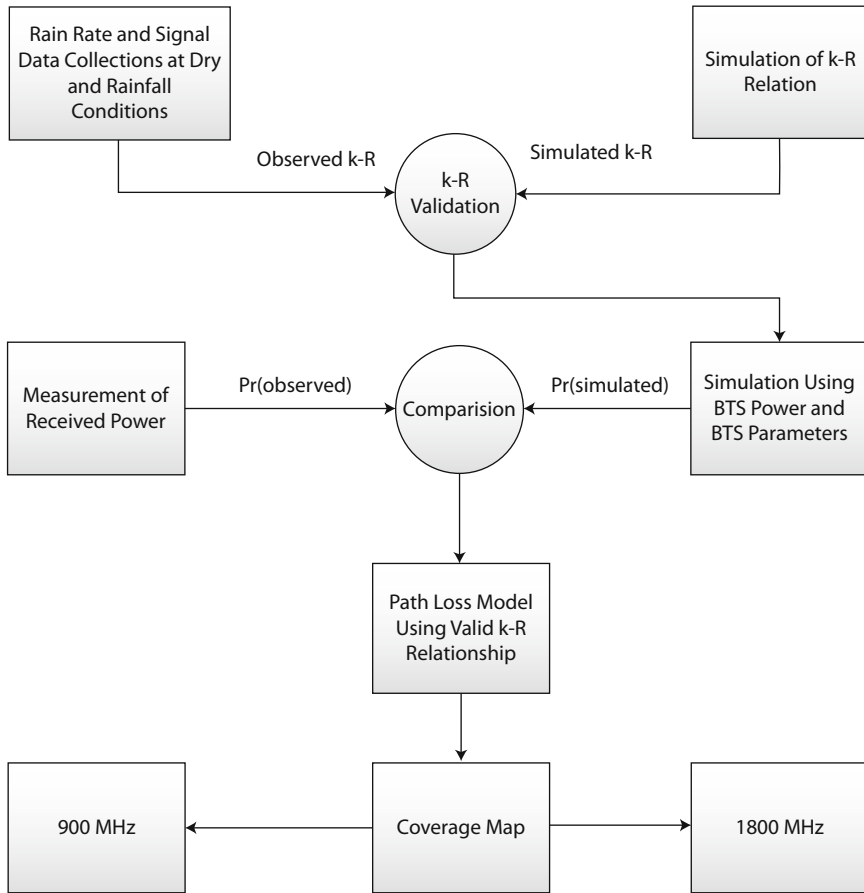 Rain Rate and Signal
Data Collections at Dry
and Rainfall
Conditions
Simulation of k-R
Relation
Observed k-R
Simulated k-R
k-R
Validation
Measurement of
Received Power
Pr(observed)
Comparision
Pr(simulated)
Simulation Using
BTS Power and
BTS Parameters
Path Loss Model
Using Valid k-R
Relationship
900 MHz
Coverage Map
1800 MHz